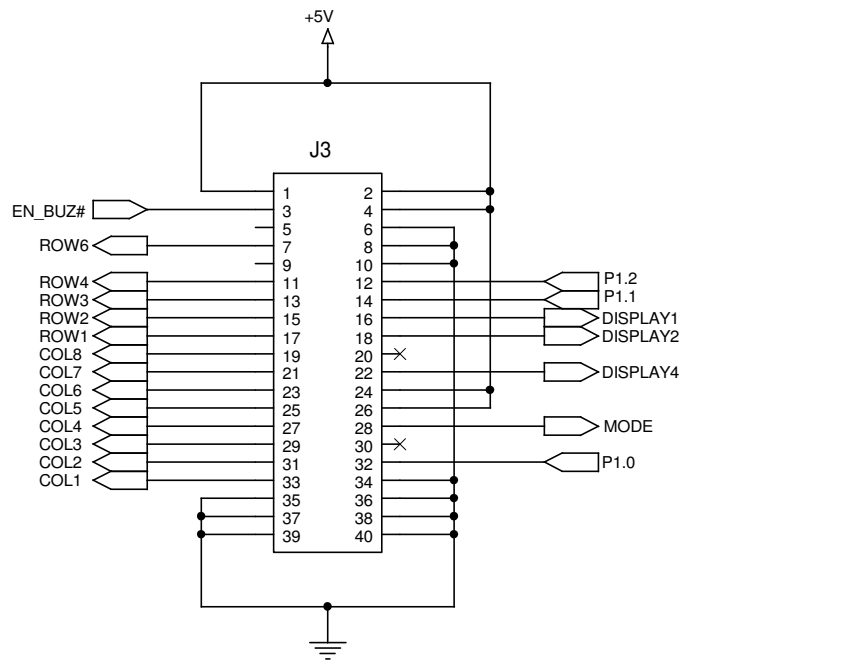 +5V
J3
1 2
EN_BUZ# 3 4
5 6
ROW6 7 8
9 10
ROW4 11 12 P1.2
ROW3 13 14 P1.1
ROW2 15 16 DISPLAY1
ROW1 17 18 DISPLAY2
COL8 19 20
COL7 21 22 DISPLAY4
COL6 23 24
COL5 25 26
COL4 27 28 MODE
COL3 29 30
COL2 31 32 P1.0
COL1 33 34
35 36
37 38
39 40